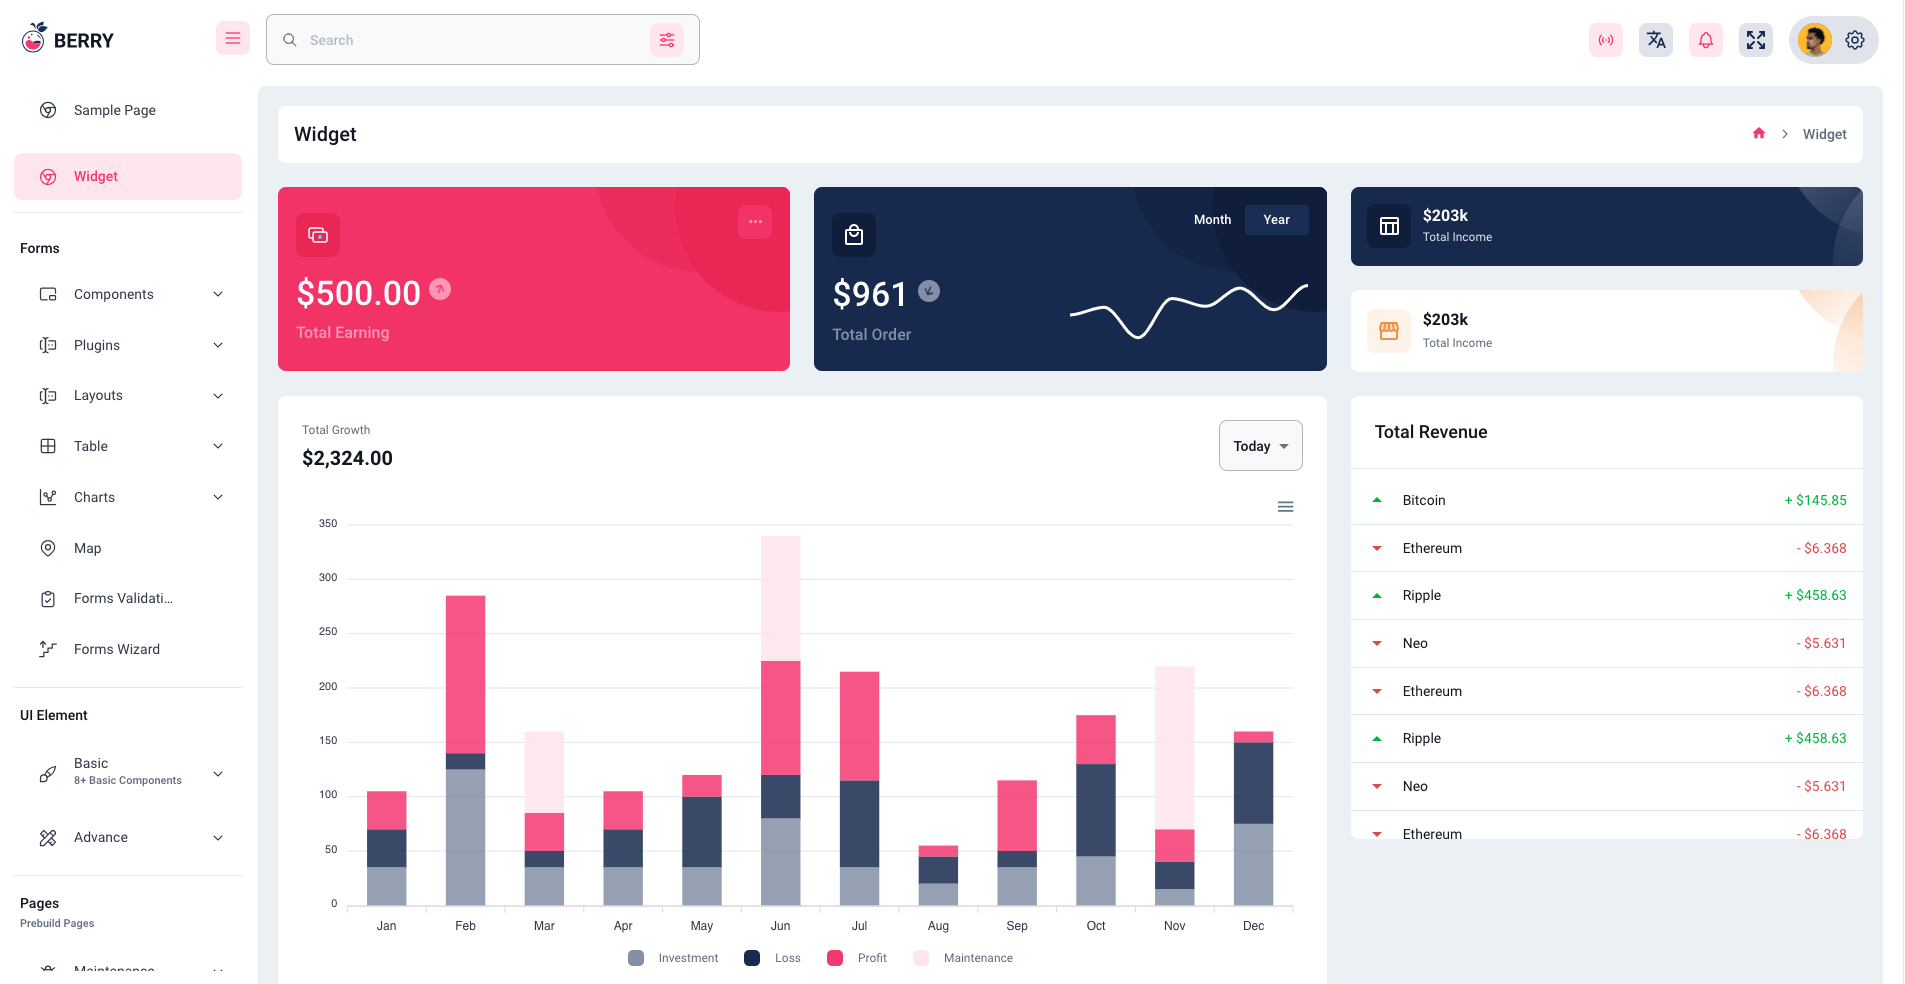 BERRY
Search
Sample Page
Widget
Forms
Components
Plugins
Layouts
Table
Charts
Map
Forms Validati...
Forms Wizard
UI Element
Basic
8+ Basic Components
Advance
Pages
Prebuild Pages
Maintenance
Widget
Widget
$500.00
Total Earning
Month
Year
$961
Total Order
$203k
Total Income
$203k
Total Income
Total Growth
$2,324.00
Today
350
300
250
200
150
100
50
0
Jan Feb Mar Apr May Jun Jul Aug Sep Oct Nov Dec
Investment Loss Profit Maintenance
Total Revenue
Bitcoin + $145.85
Ethereum - $6.368
Ripple + $458.63
Neo - $5.631
Ethereum - $6.368
Ripple + $458.63
Neo - $5.631
Ethereum - $6.368